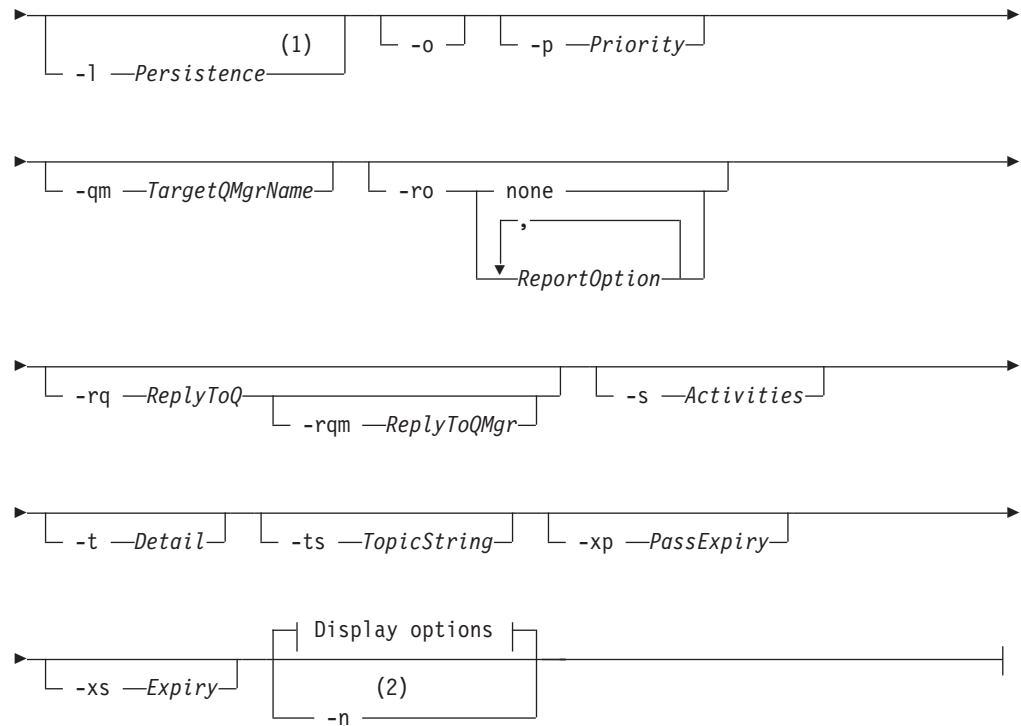 (1)
-l Persistence -o -p Priority
-qm TargetQMgrName -ro none
,
ReportOption
-rq ReplyToQ -s Activities
-rqm ReplyToQMgr
-t Detail -ts TopicString -xp PassExpiry
Display options
-xs Expiry (2)
-n